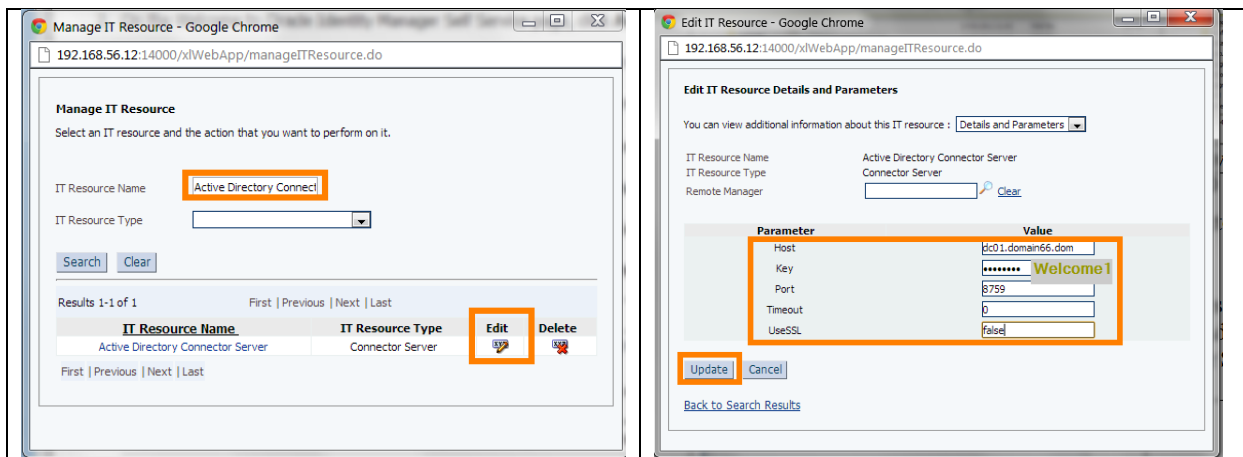 Manage IT Resource - Google Chrome
192.168.56.12:14000/xlWebApp/manageITResource.do
Manage IT Resource
Select an IT resource and the action that you want to perform on it.
IT Resource Name Active Directory Connect
IT Resource Type
Search Clear
Results 1-1 of 1 First | Previous | Next | Last
IT Resource Name IT Resource Type Edit Delete
Active Directory Connector Server Connector Server
First | Previous | Next | Last
Edit IT Resource - Google Chrome
192.168.56.12:14000/xlWebApp/manageITResource.do
Edit IT Resource Details and Parameters
You can view additional information about this IT resource : Details and Parameters
IT Resource Name Active Directory Connector Server
IT Resource Type Connector Server
Remote Manager Clear
Parameter Value
Host dc01.domain66.dom
Key •••••••• Welcome1
Port 8759
Timeout 0
UseSSL false
Update Cancel
Back to Search Results